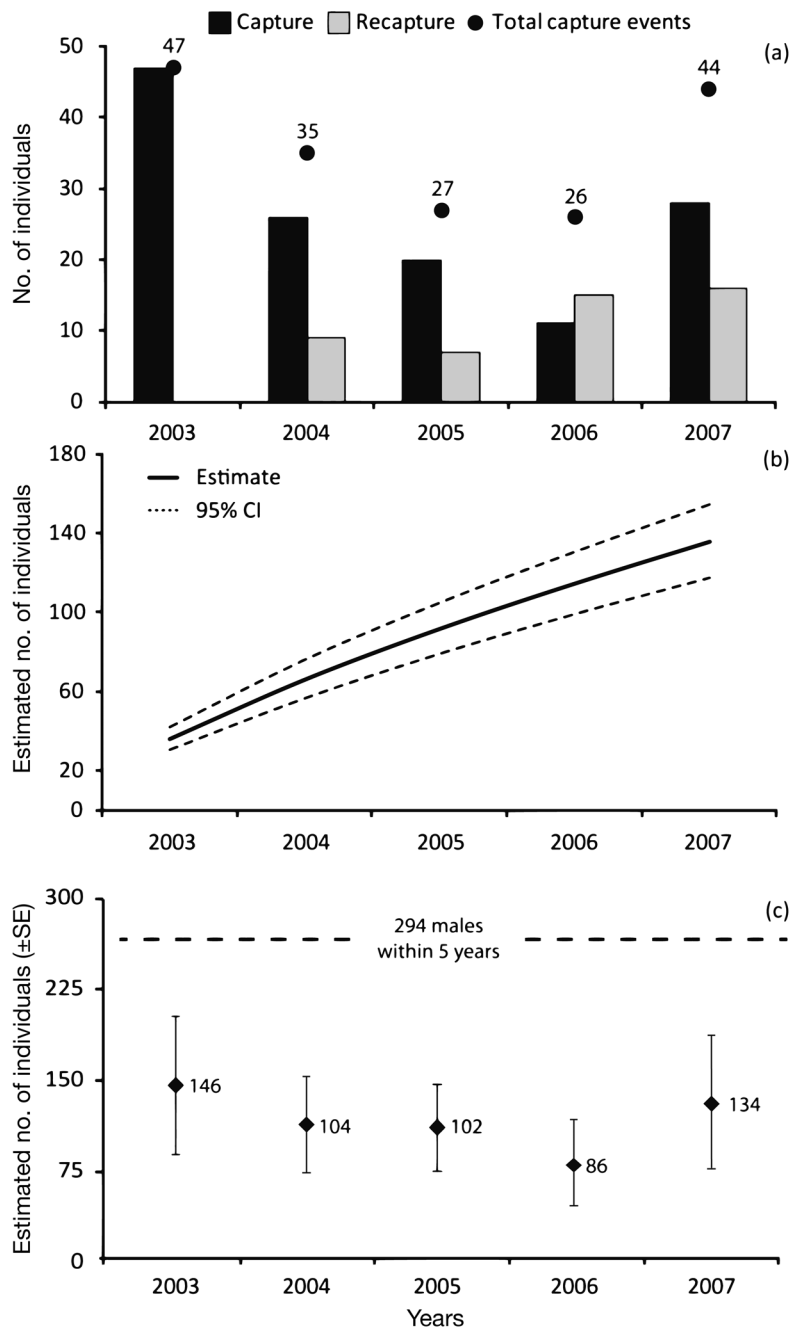 Capture Recapture Total capture events
(a)
No. of individuals
50
40
30
20
10
0
47
35
27
26
44
2003 2004 2005 2006 2007
(b)
Estimated no. of individuals
180
140
100
60
20
0
Estimate
95% CI
2003 2004 2005 2006 2007
(c)
Estimated no. of individuals (±SE)
300
225
150
75
0
294 males
within 5 years
146
104
102
86
134
2003 2004 2005 2006 2007
Years